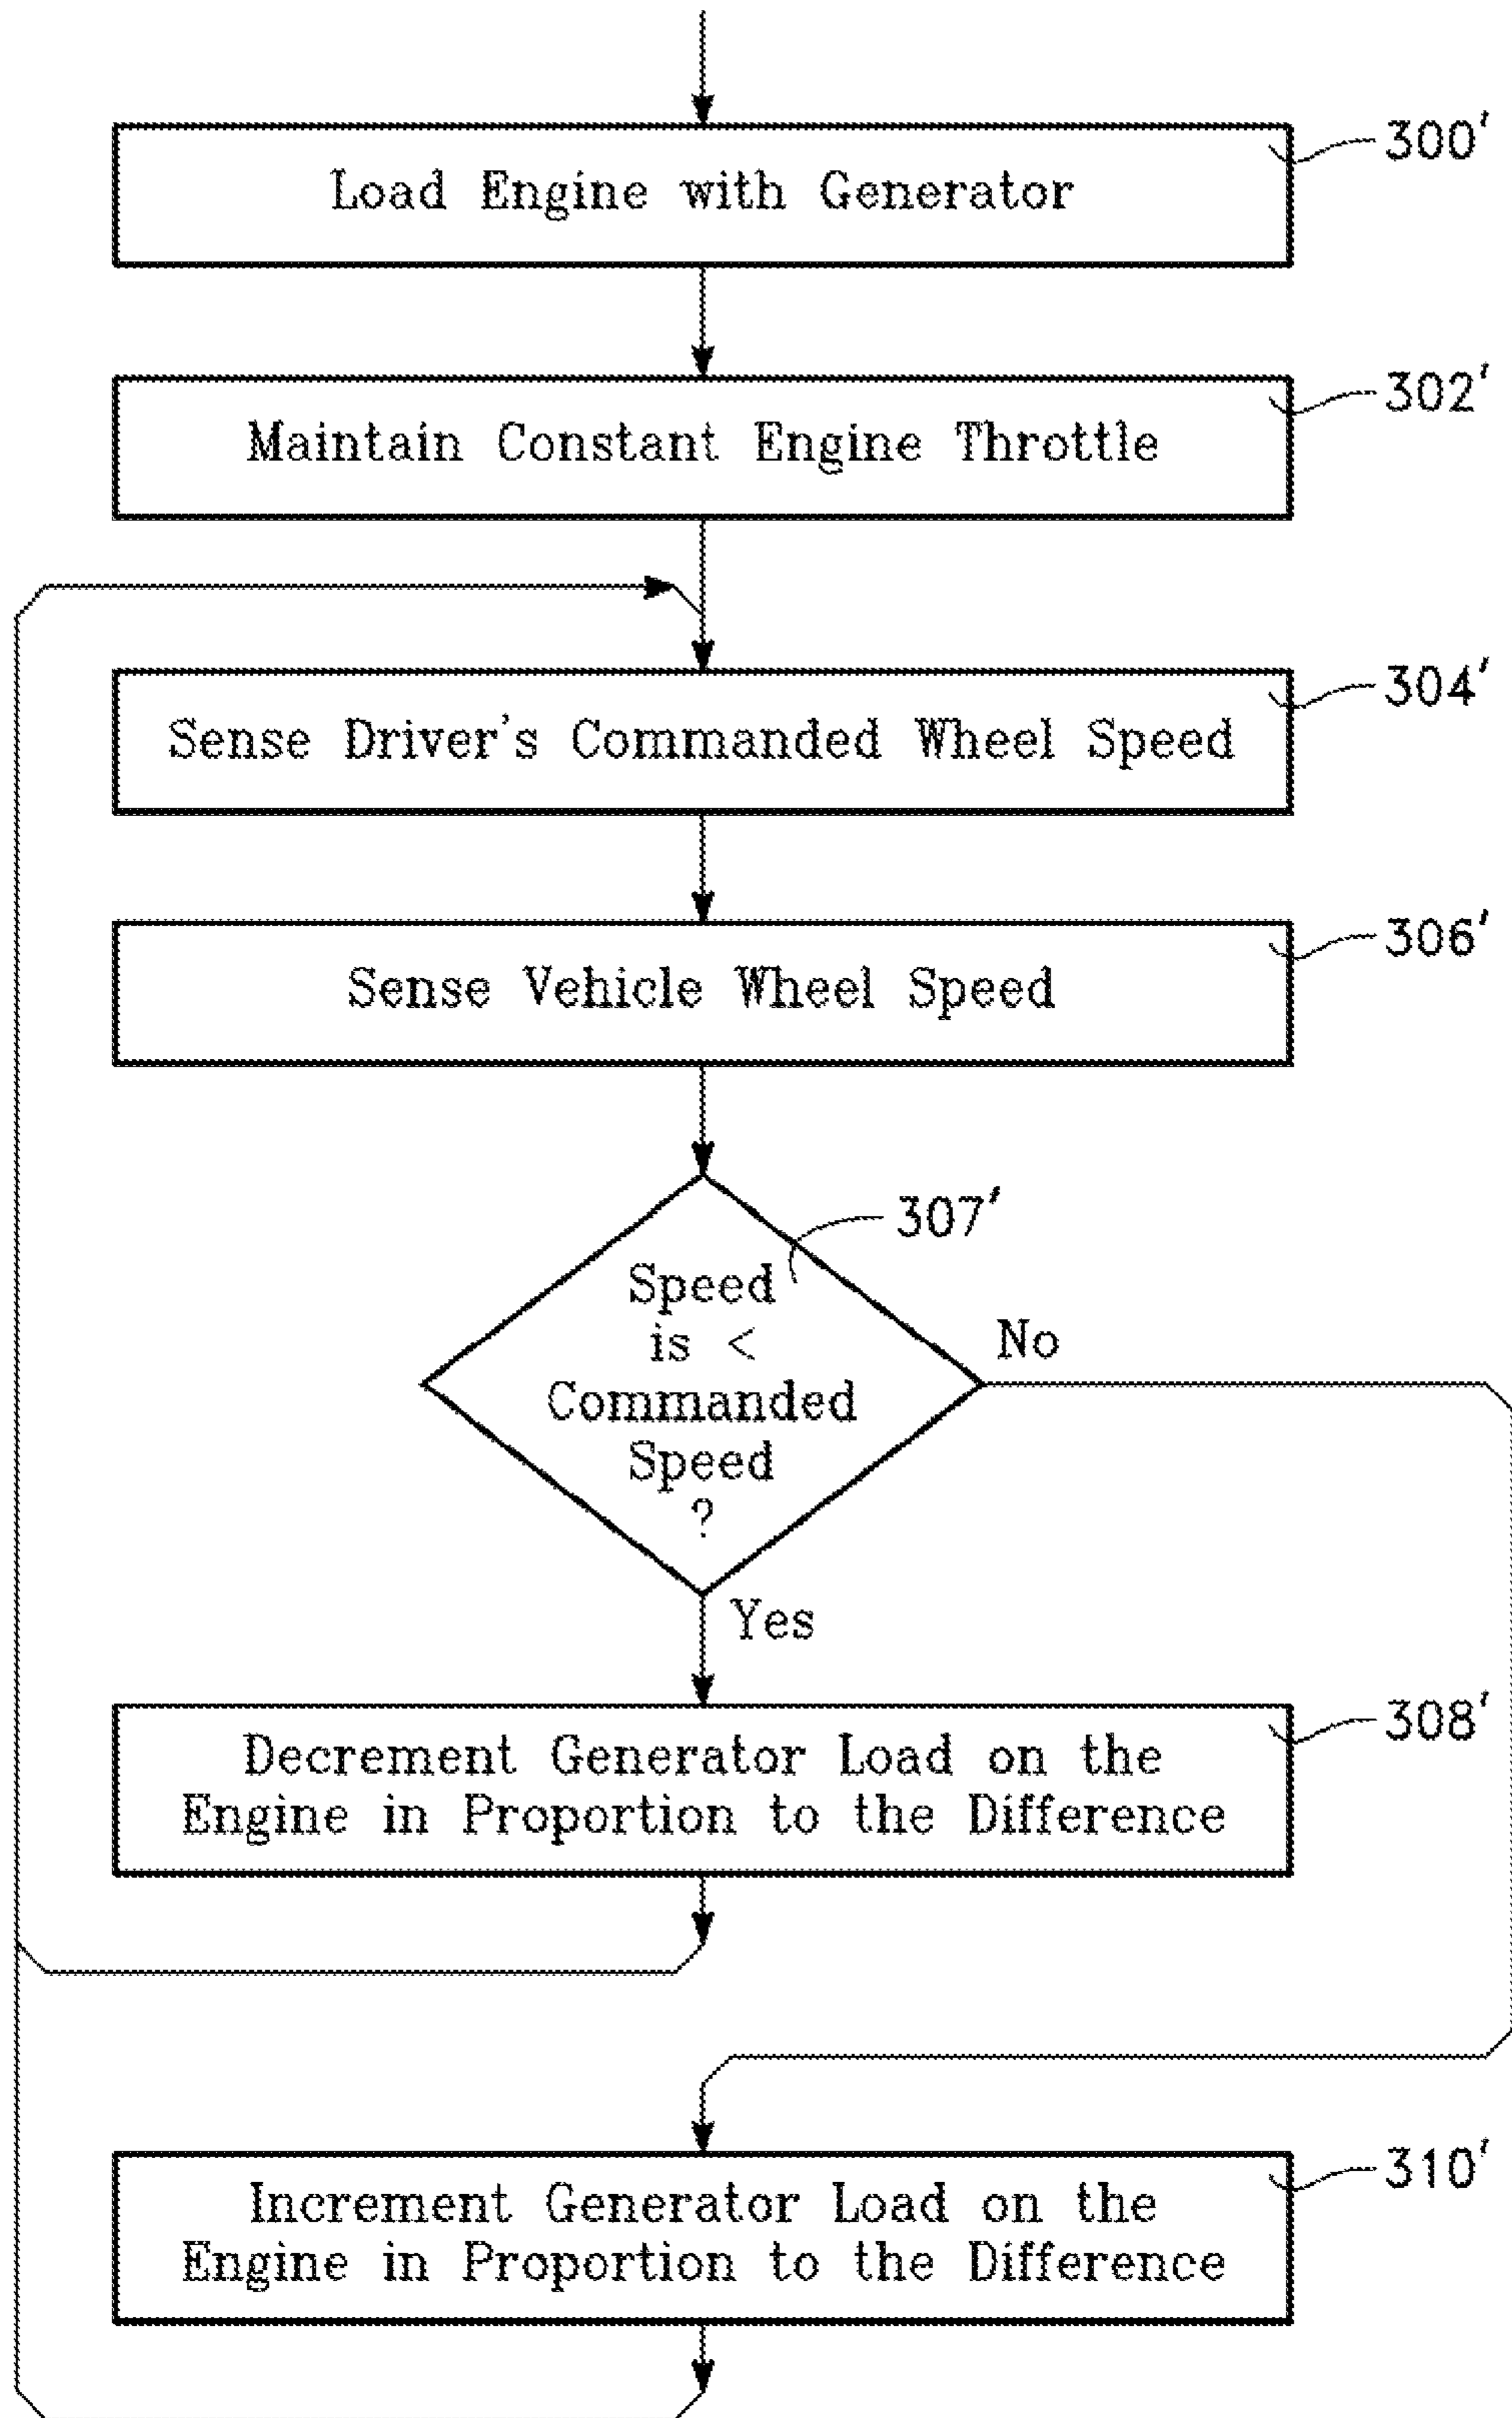 300'
Load Engine with Generator
302'
Maintain Constant Engine Throttle
304'
Sense Driver's Commanded Wheel Speed
306'
Sense Vehicle Wheel Speed
307'
Speed
is <
Commanded
Speed
?
No
Yes
308'
Decrement Generator Load on the
Engine in Proportion to the Difference
310'
Increment Generator Load on the
Engine in Proportion to the Difference